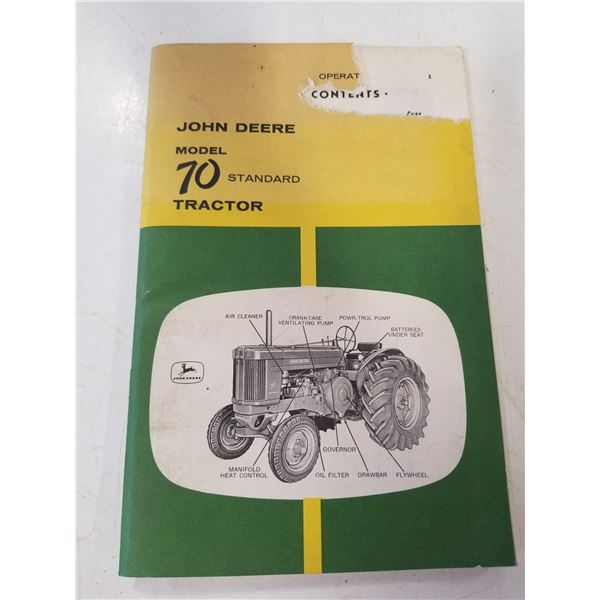 OPERAT 1
CONTENTS
Page
JOHN DEERE
MODEL
70 STANDARD
TRACTOR
AIR CLEANER
CRANKCASE
VENTILATING PUMP
POWR-TROL PUMP
BATTERIES
UNDER SEAT
JOHN DEERE
GOVERNOR
MANIFOLD
HEAT CONTROL
OIL FILTER
DRAWBAR
FLYWHEEL